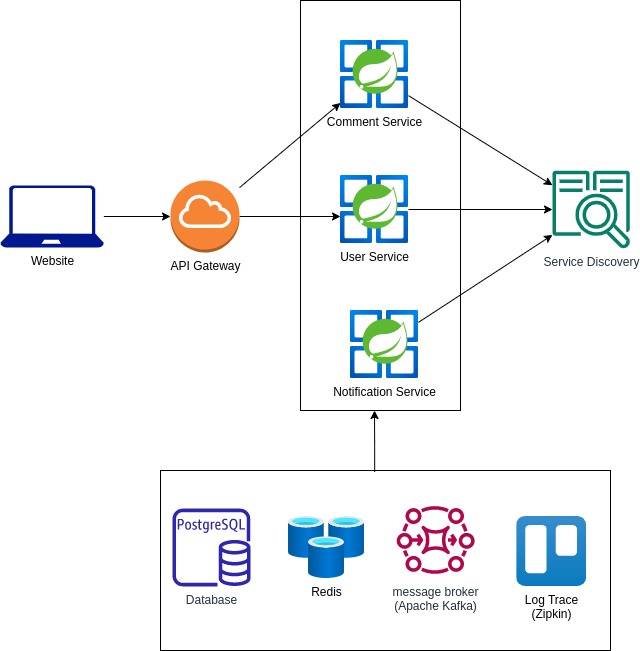 Comment Service
Website
API Gateway
User Service
Service Discovery
Notification Service
PostgreSQL
Database
Redis
message broker
(Apache Kafka)
Log Trace
(Zipkin)